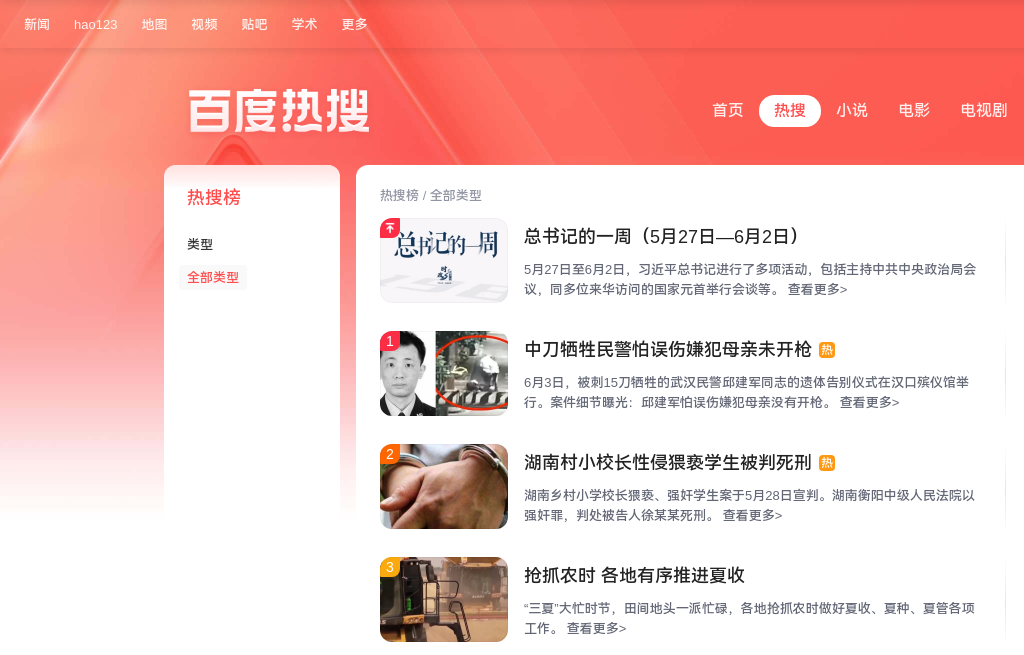 新闻 hao123 地图 视频 贴吧 学术 更多
百度热搜
首页 热搜 小说 电影 电视剧
热搜榜
类型
全部类型
热搜榜 / 全部类型
总书记的一周
总书记的一周（5月27日—6月2日）
5月27日至6月2日，习近平总书记进行了多项活动，包括主持中共中央政治局会
议，同多位来华访问的国家元首举行会谈等。 查看更多>
1
中刀牺牲民警怕误伤嫌犯母亲未开枪 热
6月3日，被刺15刀牺牲的武汉民警邱建军同志的遗体告别仪式在汉口殡仪馆举
行。案件细节曝光：邱建军怕误伤嫌犯母亲没有开枪。 查看更多>
2
湖南村小校长性侵猥亵学生被判死刑 热
湖南乡村小学校长猥亵、强奸学生案于5月28日宣判。湖南衡阳中级人民法院以
强奸罪，判处被告人徐某某死刑。 查看更多>
3
抢抓农时 各地有序推进夏收
“三夏”大忙时节，田间地头一派忙碌，各地抢抓农时做好夏收、夏种、夏管各项
工作。 查看更多>